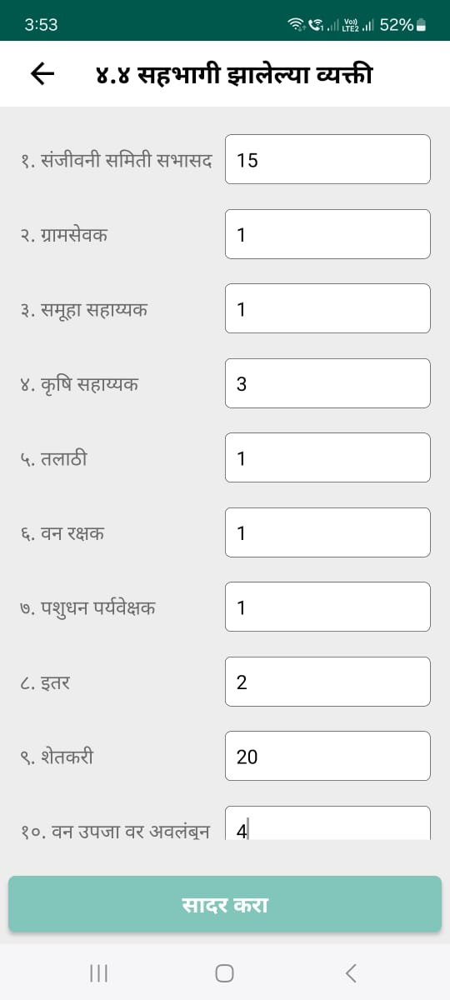 3:53 Vo)) LTE2 52%
४.४ सहभागी झालेल्या व्यक्ती
१. संजीवनी समिती सभासद 15
२. ग्रामसेवक 1
३. समूहा सहाय्यक 1
४. कृषि सहाय्यक 3
५. तलाठी 1
६. वन रक्षक 1
७. पशुधन पर्यवेक्षक 1
८. इतर 2
९. शेतकरी 20
१०. वन उपजा वर अवलंबून 4
सादर करा